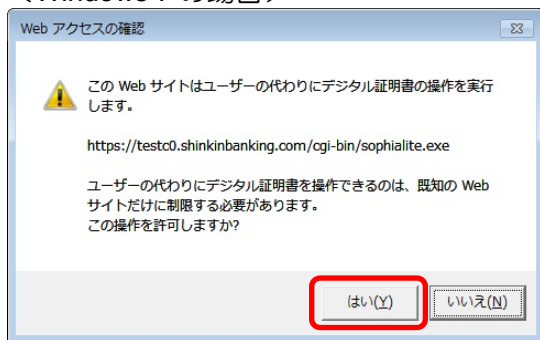 Web アクセスの確認
この Web サイトはユーザーの代わりにデジタル証明書の操作を実行
します。
https://testc0.shinkinbanking.com/cgi-bin/sophialite.exe
ユーザーの代わりにデジタル証明書を操作できるのは、既知の Web
サイトだけに制限する必要があります。
この操作を許可しますか?
はい(Y)
いいえ(N)